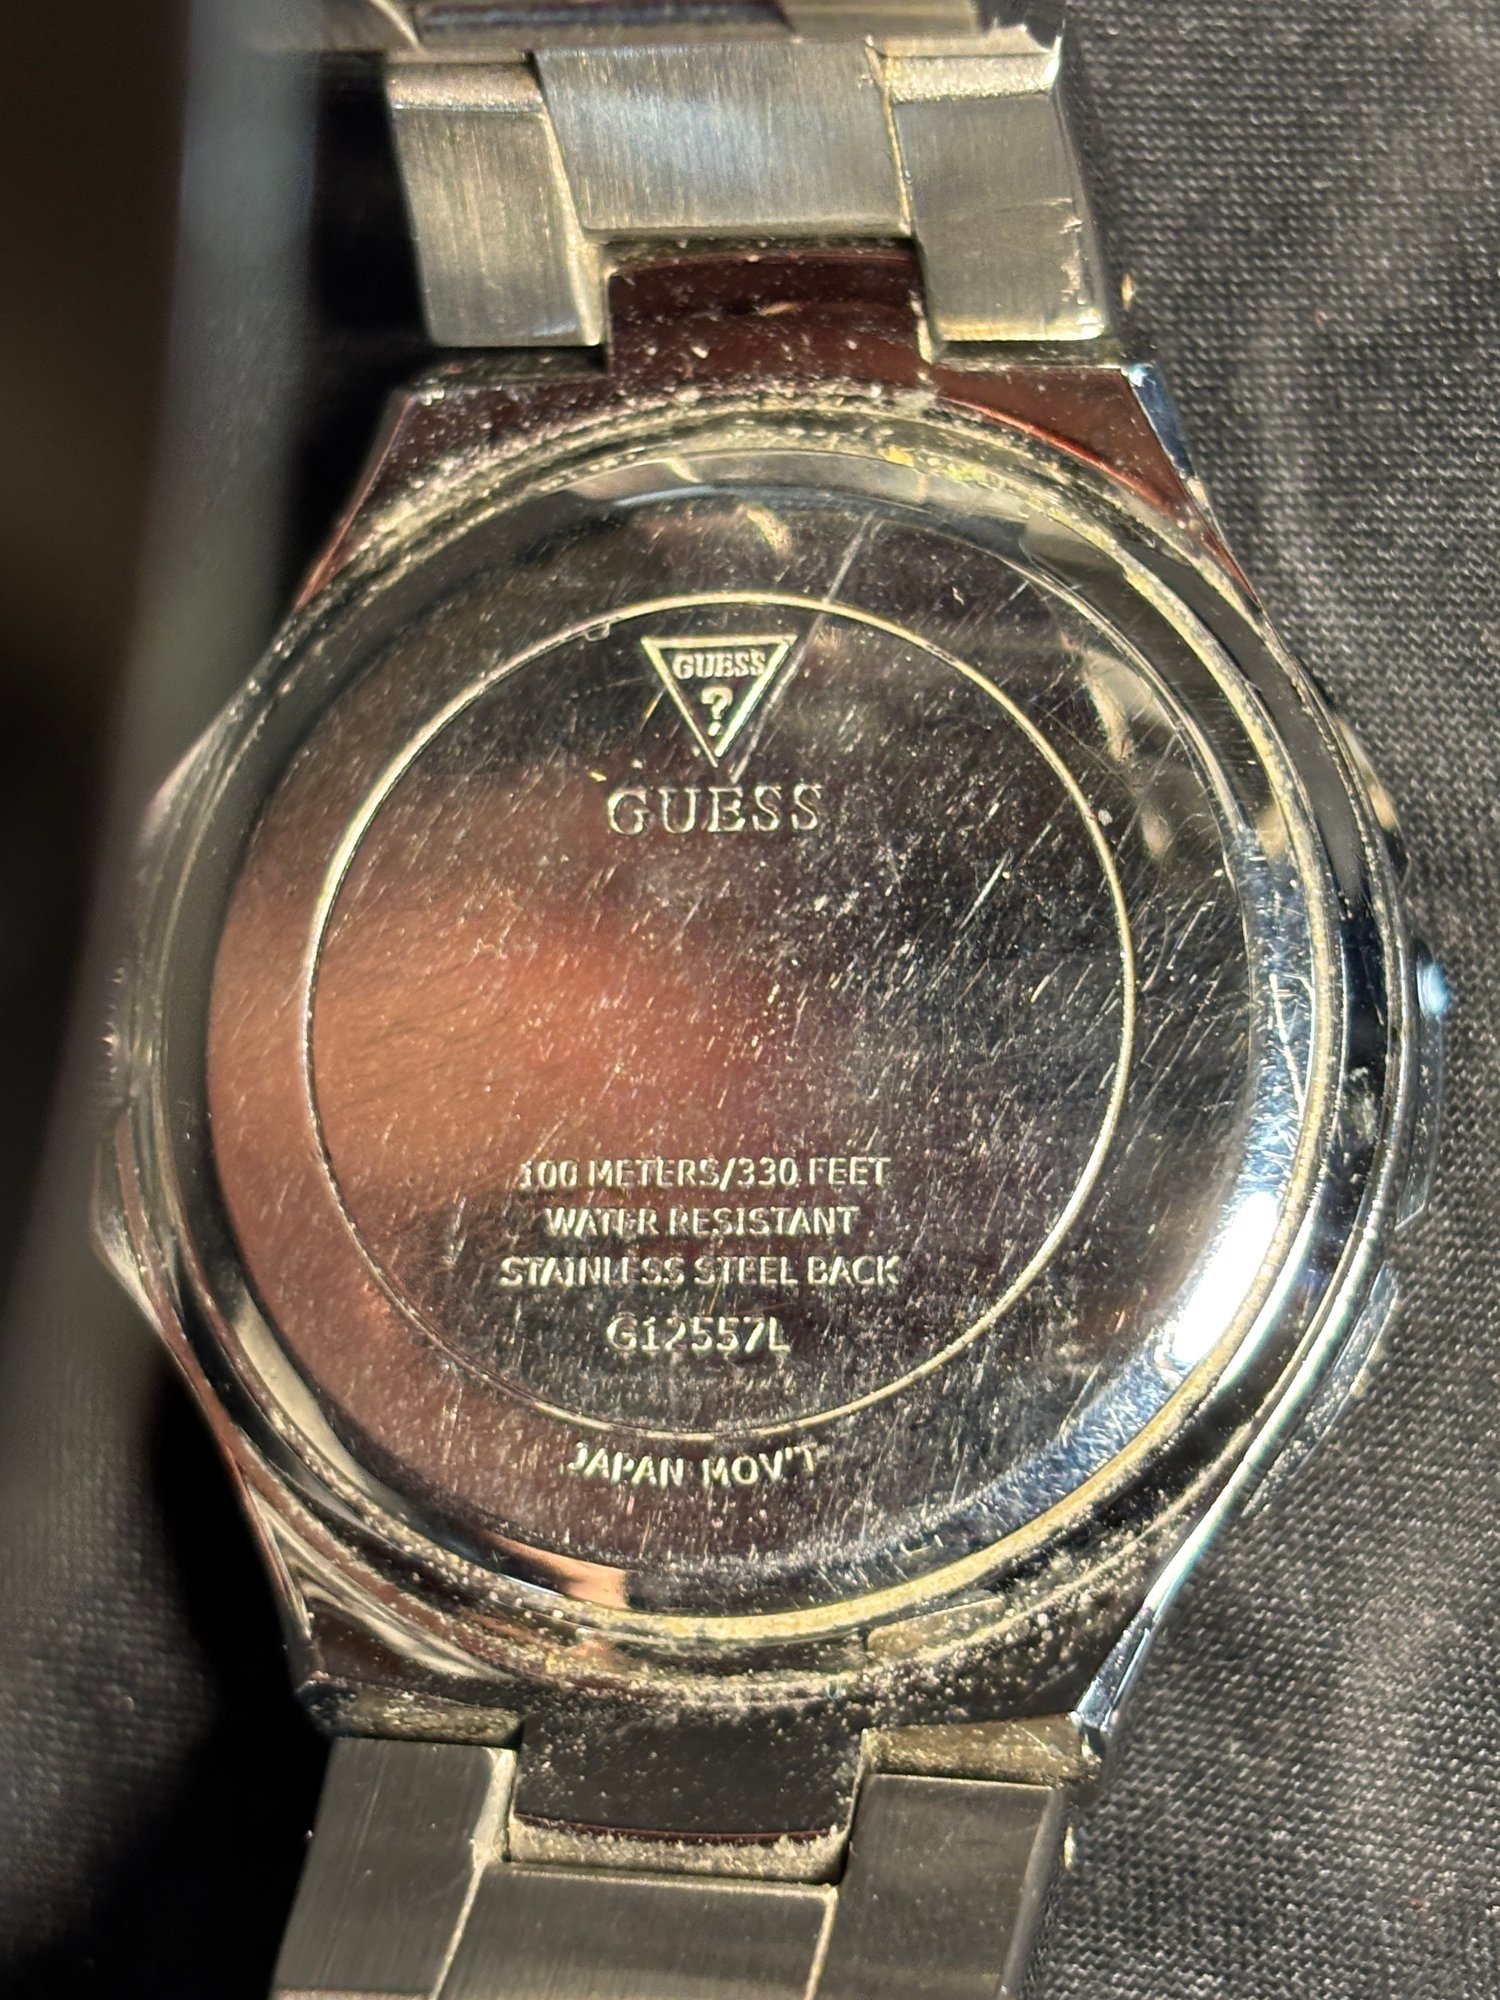 GUESS
?
GUESS
100 METERS/330 FEET
WATER RESISTANT
STAINLESS STEEL BACK
G12557L
JAPAN MOV'T